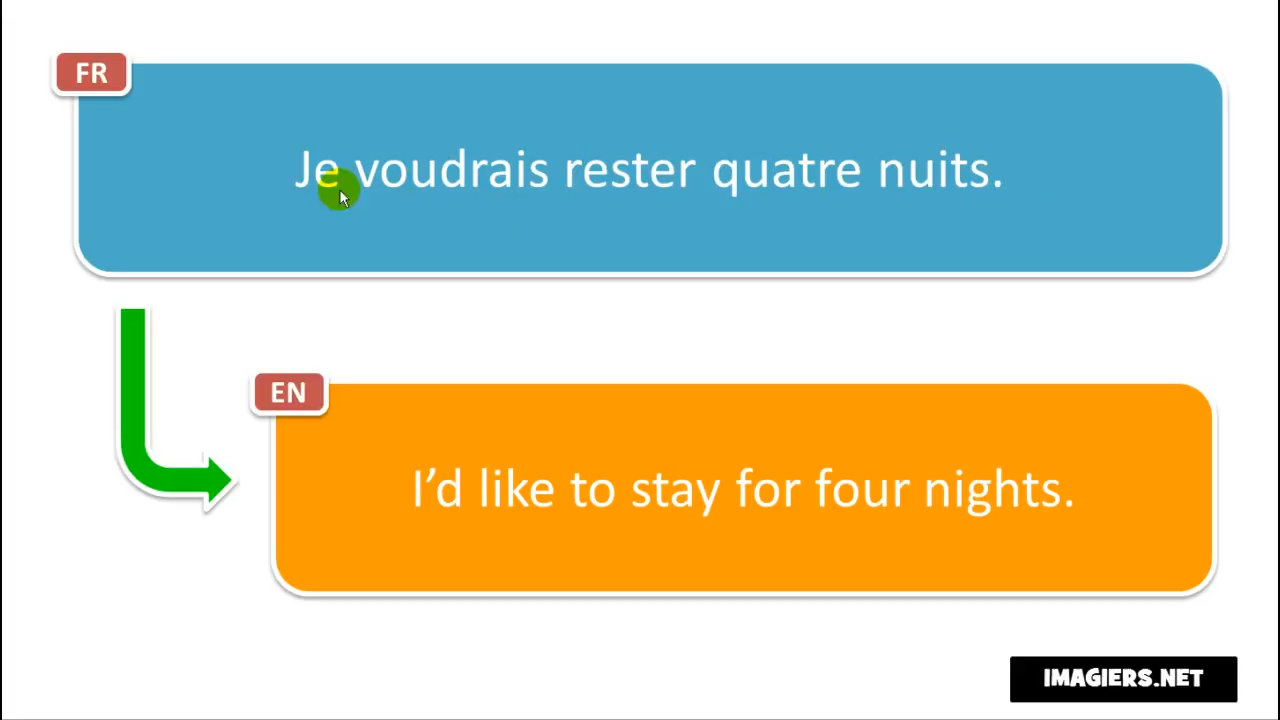 FR
Je voudrais rester quatre nuits.
EN
I’d like to stay for four nights.
IMAGIERS.NET